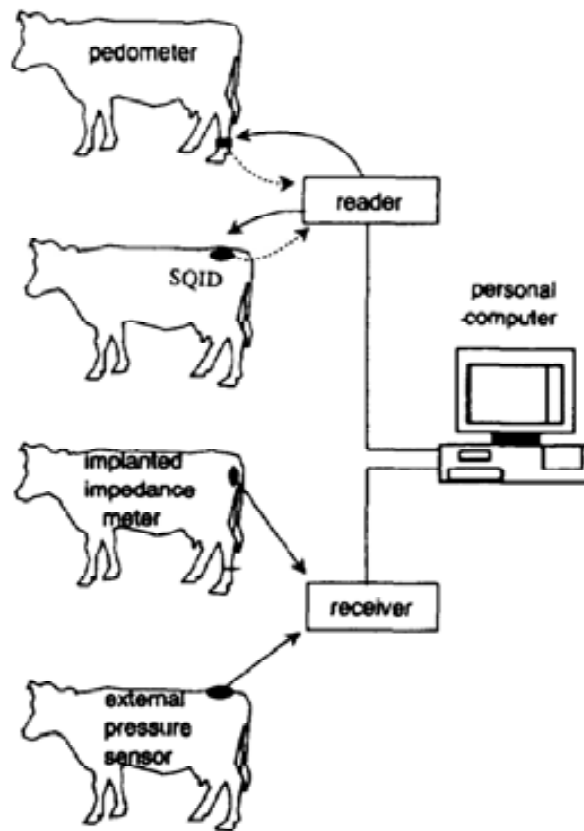 pedometer
reader
SQID
personal
-computer
implanted
impedance
meter
receiver
external
pressure
sensor